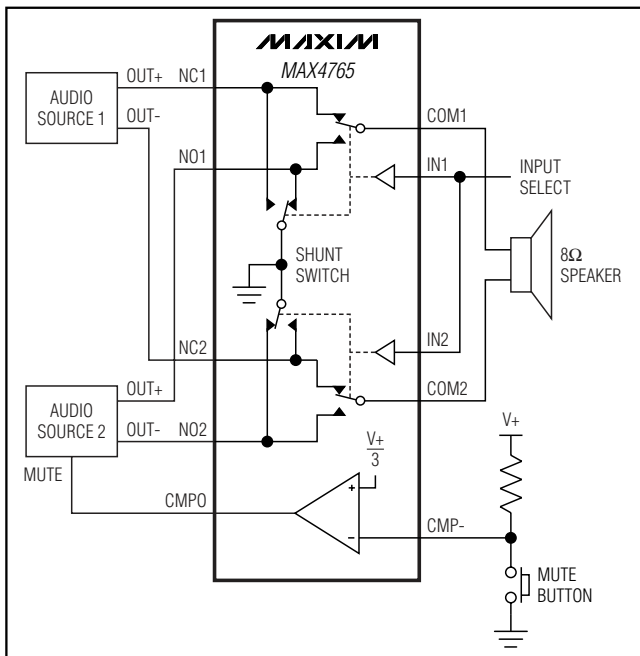 MAXIM
MAX4765
AUDIO
SOURCE 1
OUT+
OUT-
NC1
NO1
COM1
IN1
INPUT
SELECT
SHUNT
SWITCH
8Ω
SPEAKER
NC2
IN2
COM2
AUDIO
SOURCE 2
OUT+
OUT-
NO2
MUTE
CMPO
V+
3
+
-
CMP-
V+
MUTE
BUTTON